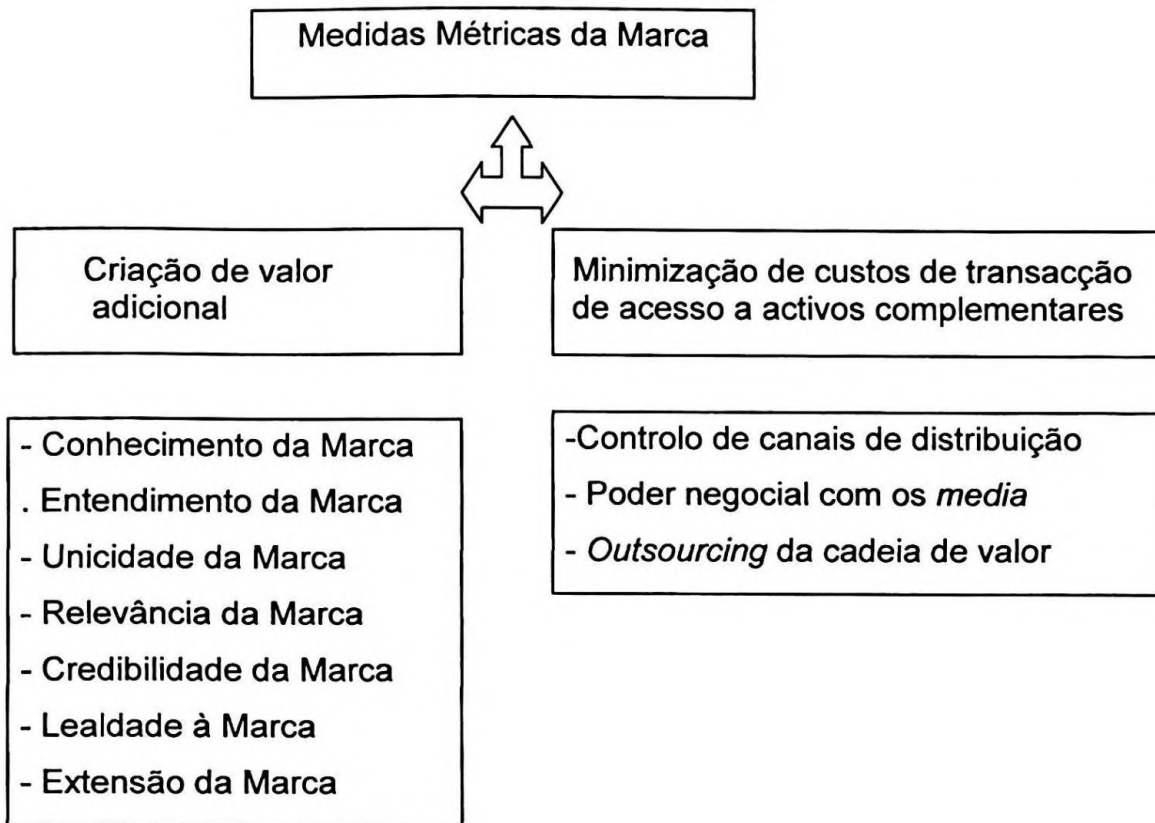 Medidas Métricas da Marca
Criação de valor
adicional
Minimização de custos de transacção
de acesso a activos complementares
- Conhecimento da Marca
. Entendimento da Marca
- Unicidade da Marca
- Relevância da Marca
- Credibilidade da Marca
- Lealdade à Marca
- Extensão da Marca
-Controlo de canais de distribuição
- Poder negocial com os media
- Outsourcing da cadeia de valor